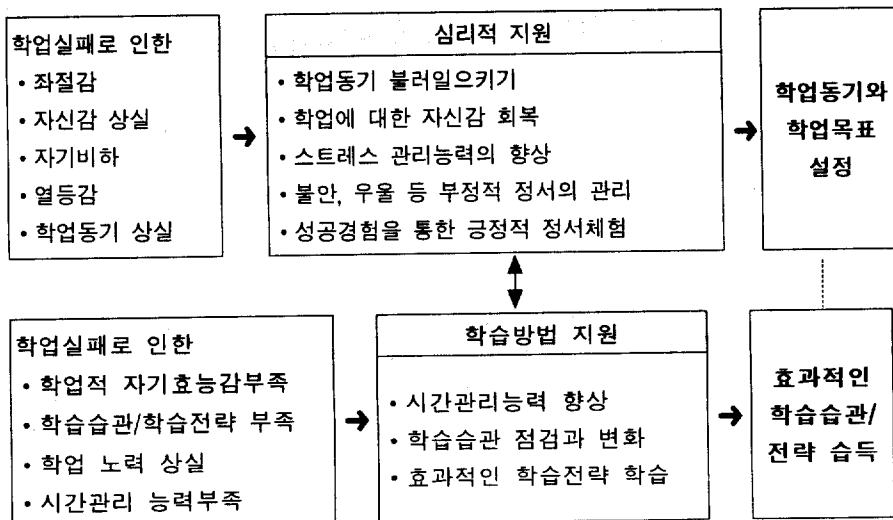 학업실패로 인한
• 좌절감
• 자신감 상실
• 자기비하
• 열등감
• 학업동기 상실
심리적 지원
• 학업동기 불러일으키기
• 학업에 대한 자신감 회복
• 스트레스 관리능력의 향상
• 불안, 우울 등 부정적 정서의 관리
• 성공경험을 통한 긍정적 정서체험
학업동기와
학업목표
설정
학업실패로 인한
• 학업적 자기효능감부족
• 학습습관/학습전략 부족
• 학업 노력 상실
• 시간관리 능력부족
학습방법 지원
• 시간관리능력 향상
• 학습습관 점검과 변화
• 효과적인 학습전략 학습
효과적인
학습습관/
전략 습득